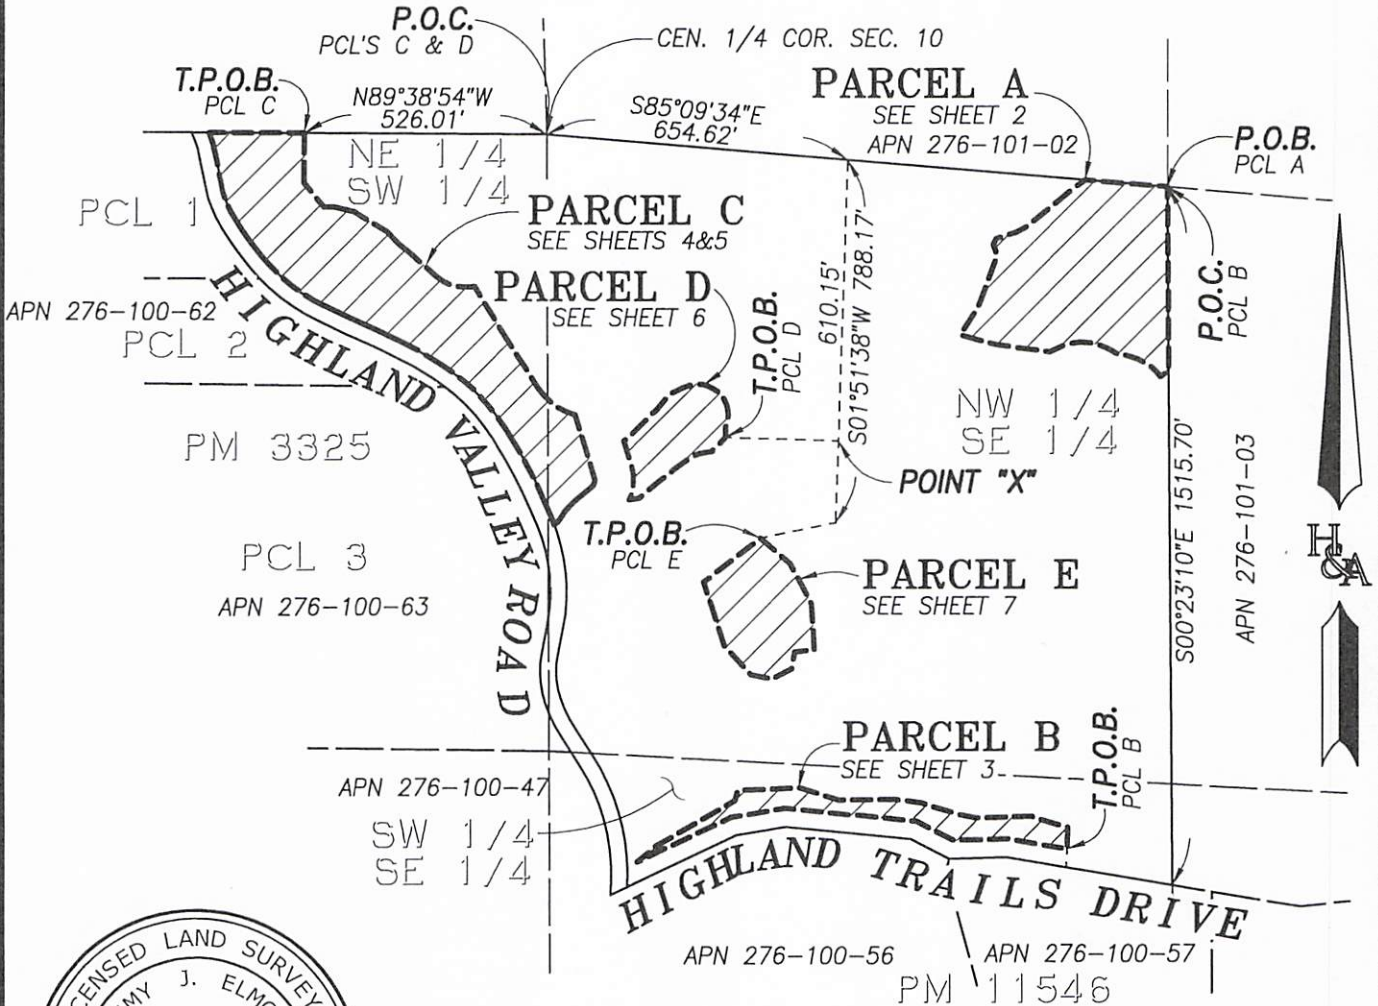 P.O.C.
PCL'S C & D
CEN. 1/4 COR. SEC. 10
T.P.O.B.
PCL C
N89°38'54"W
526.01'
S85°09'34"E
654.62'
PARCEL A
SEE SHEET 2
APN 276-101-02
P.O.B.
PCL A
NE 1/4
SW 1/4
PCL 1
PARCEL C
SEE SHEETS 4&5
PARCEL D
SEE SHEET 6
T.P.O.B.
PCL D
610.15'
S01°51'38"W 788.17'
P.O.C.
PCL B
APN 276-100-62
PCL 2
HIGHLAND VALLEY ROAD
NW 1/4
SE 1/4
PM 3325
POINT "X"
S00°23'10"E 1515.70'
APN 276-101-03
T.P.O.B.
PCL E
PCL 3
APN 276-100-63
PARCEL E
SEE SHEET 7
H&A
PARCEL B
SEE SHEET 3
T.P.O.B.
PCL B
APN 276-100-47
SW 1/4
SE 1/4
HIGHLAND TRAILS DRIVE
APN 276-100-56
APN 276-100-57
PM 11546
LAND
J.